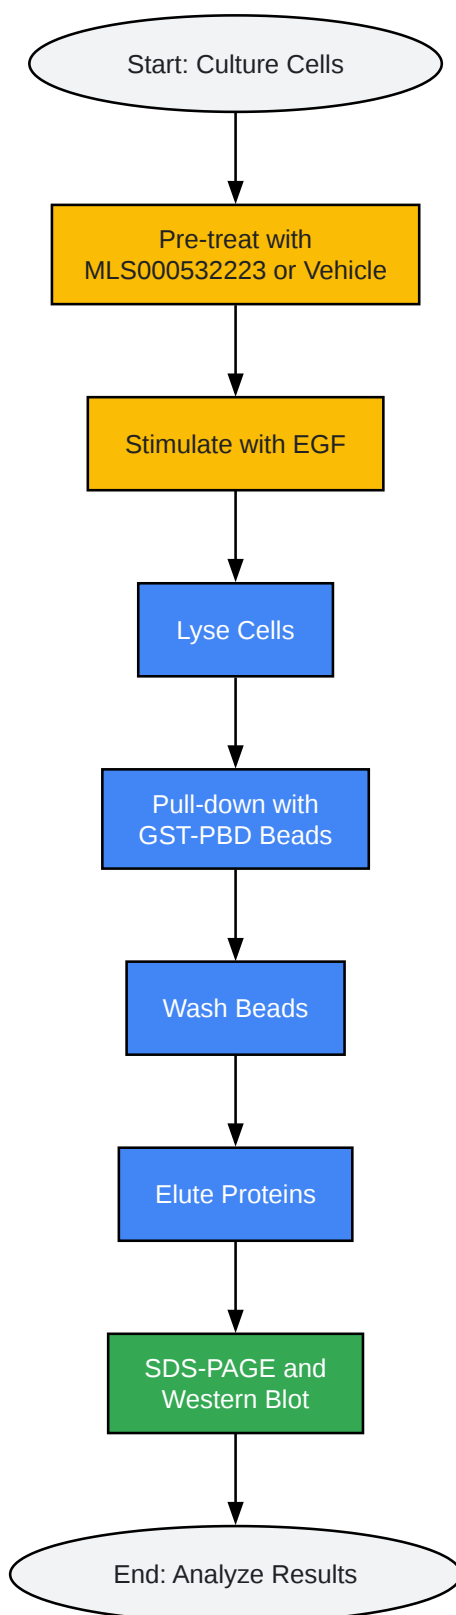 Start: Culture Cells
Pre-treat with
MLS000532223 or Vehicle
Stimulate with EGF
Lyse Cells
Pull-down with
GST-PBD Beads
Wash Beads
Elute Proteins
SDS-PAGE and
Western Blot
End: Analyze Results